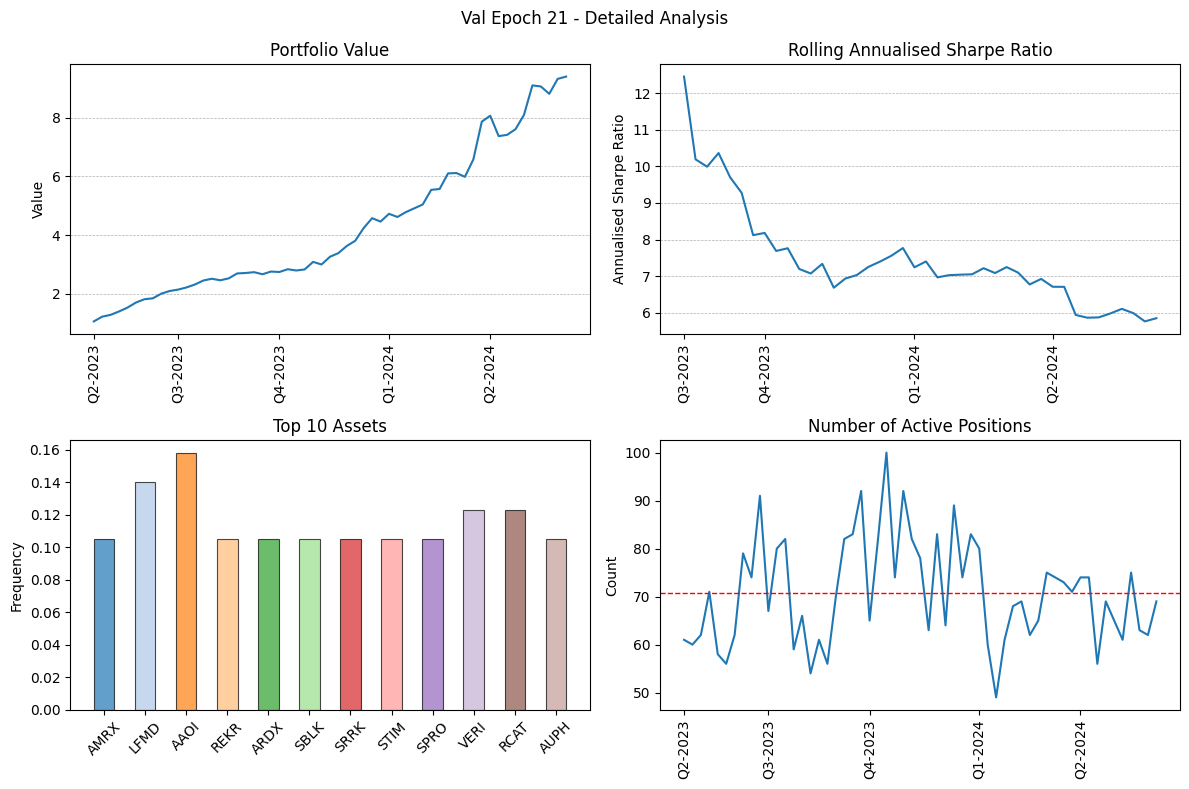 Val Epoch 21 - Detailed Analysis
Portfolio Value
Value
8
6
4
2
Q2-2023
Q3-2023
Q4-2023
Q1-2024
Q2-2024
Rolling Annualised Sharpe Ratio
Annualised Sharpe Ratio
12
11
10
9
8
7
6
Q3-2023
Q4-2023
Q1-2024
Q2-2024
Top 10 Assets
Frequency
0.16
0.14
0.12
0.10
0.08
0.06
0.04
0.02
0.00
AMRX
LFMD
AAOI
REKR
ARDX
SBLK
SRRK
STIM
SPRO
VERI
RCAT
AUPH
Number of Active Positions
Count
100
90
80
70
60
50
Q2-2023
Q3-2023
Q4-2023
Q1-2024
Q2-2024